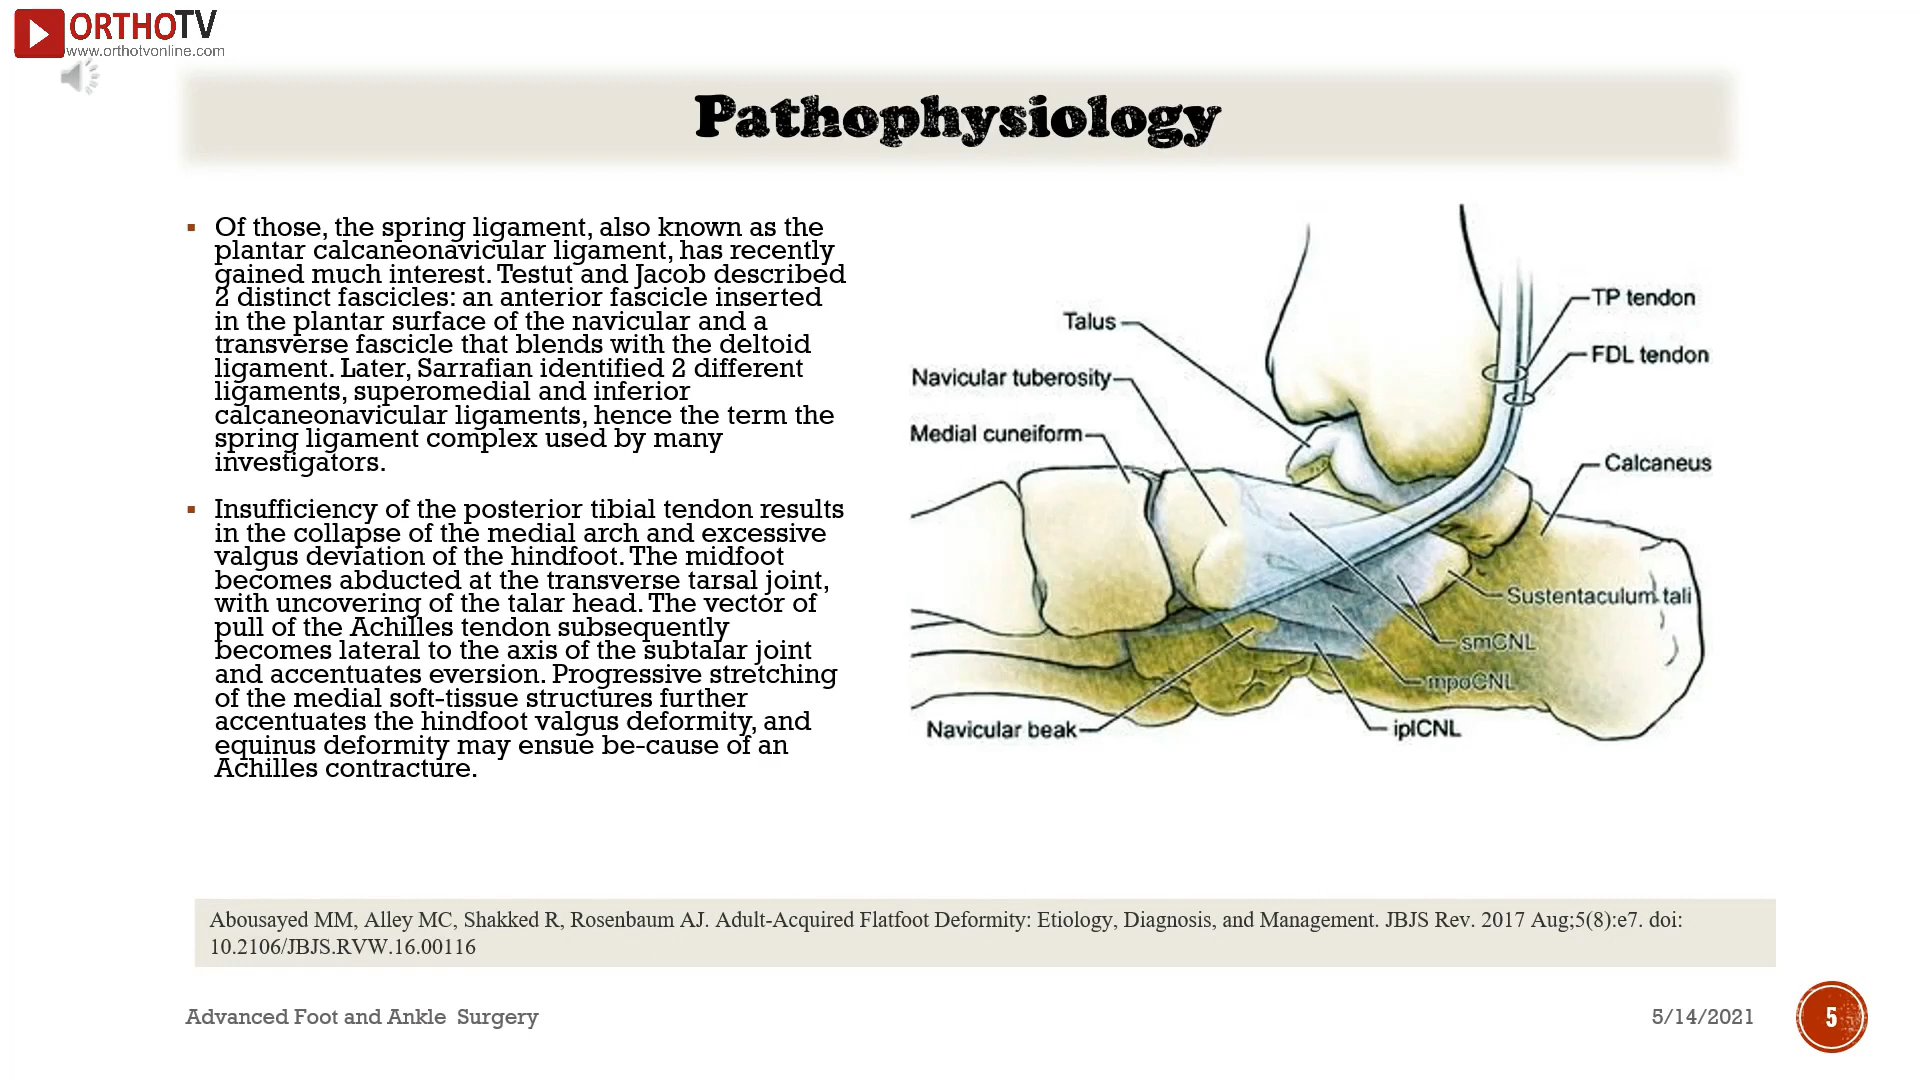 ORTHOTV
www.orthotvonline.com
Pathophysiology
Of those, the spring ligament, also known as the
plantar calcaneonavicular ligament, has recently
gained much interest. Testut and Jacob described
2 distinct fascicles: an anterior fascicle inserted
in the plantar surface of the navicular and a
transverse fascicle that blends with the deltoid
ligament. Later, Sarrafian identified 2 different
ligaments, superomedial and inferior
calcaneonavicular ligaments, hence the term the
spring ligament complex used by many
investigators.
Insufficiency of the posterior tibial tendon results
in the collapse of the medial arch and excessive
valgus deviation of the hindfoot. The midfoot
becomes abducted at the transverse tarsal joint,
with uncovering of the talar head. The vector of
pull of the Achilles tendon subsequently
becomes lateral to the axis of the subtalar joint
and accentuates eversion. Progressive stretching
of the medial soft-tissue structures further
accentuates the hindfoot valgus deformity, and
equinus deformity may ensue be-cause of an
Achilles contracture.
TP tendon
Talus
FDL tendon
Navicular tuberosity
Medial cuneiform
Calcaneus
Sustentaculum tali
smCNL
mpoCNL
Navicular beak
iplCNL
Abousayed MM, Alley MC, Shakked R, Rosenbaum AJ. Adult-Acquired Flatfoot Deformity: Etiology, Diagnosis, and Management. JBJS Rev. 2017 Aug;5(8):e7. doi:
10.2106/JBJS.RVW.16.00116
Advanced Foot and Ankle Surgery
5/14/2021
5